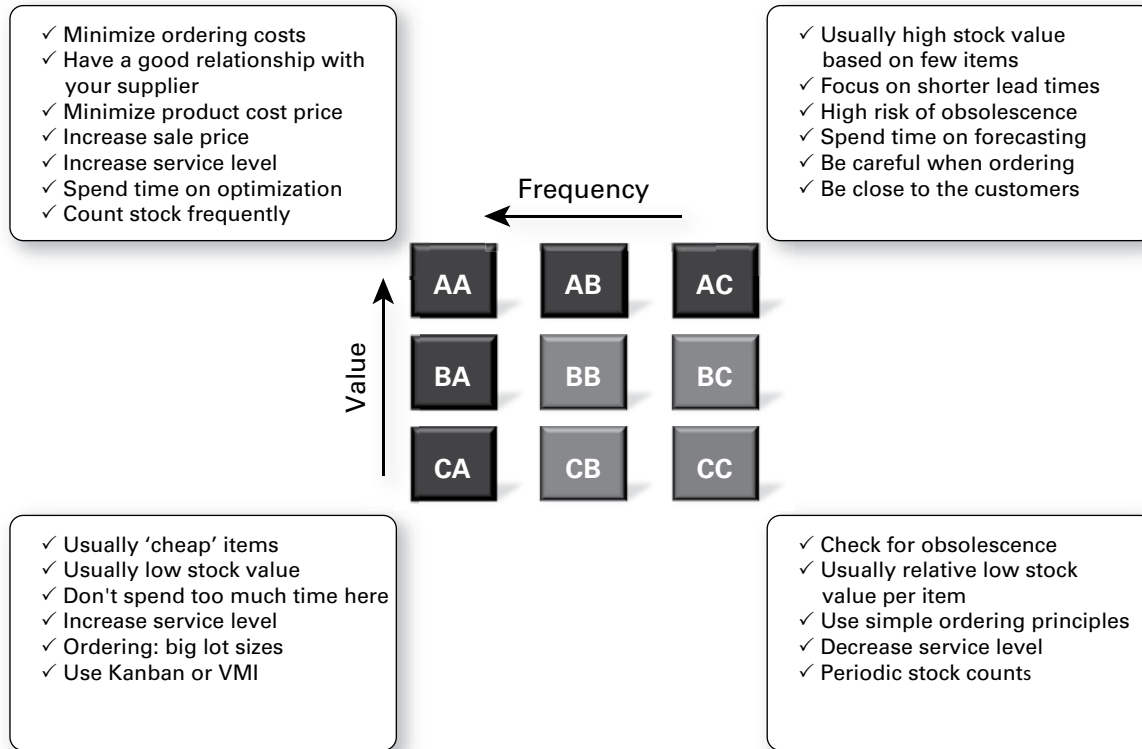 ✓ Minimize ordering costs
✓ Have a good relationship with
your supplier
✓ Minimize product cost price
✓ Increase sale price
✓ Increase service level
✓ Spend time on optimization
✓ Count stock frequently
✓ Usually high stock value
based on few items
✓ Focus on shorter lead times
✓ High risk of obsolescence
✓ Spend time on forecasting
✓ Be careful when ordering
✓ Be close to the customers
Frequency
Value
AA AB AC
BA BB BC
CA CB CC
✓ Usually ‘cheap’ items
✓ Usually low stock value
✓ Don't spend too much time here
✓ Increase service level
✓ Ordering: big lot sizes
✓ Use Kanban or VMI
✓ Check for obsolescence
✓ Usually relative low stock
value per item
✓ Use simple ordering principles
✓ Decrease service level
✓ Periodic stock counts